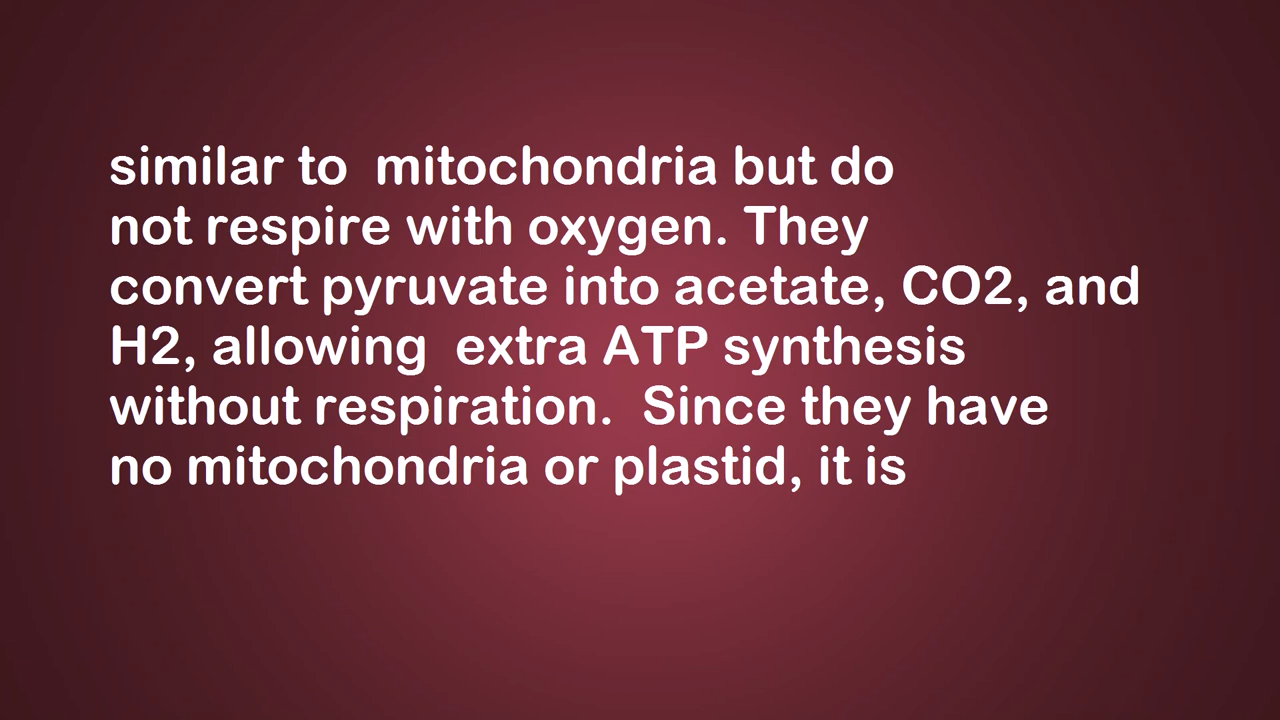 similar to  mitochondria but do
not respire with oxygen. They
convert pyruvate into acetate, CO2, and
H2, allowing  extra ATP synthesis
without respiration.  Since they have
no mitochondria or plastid, it is